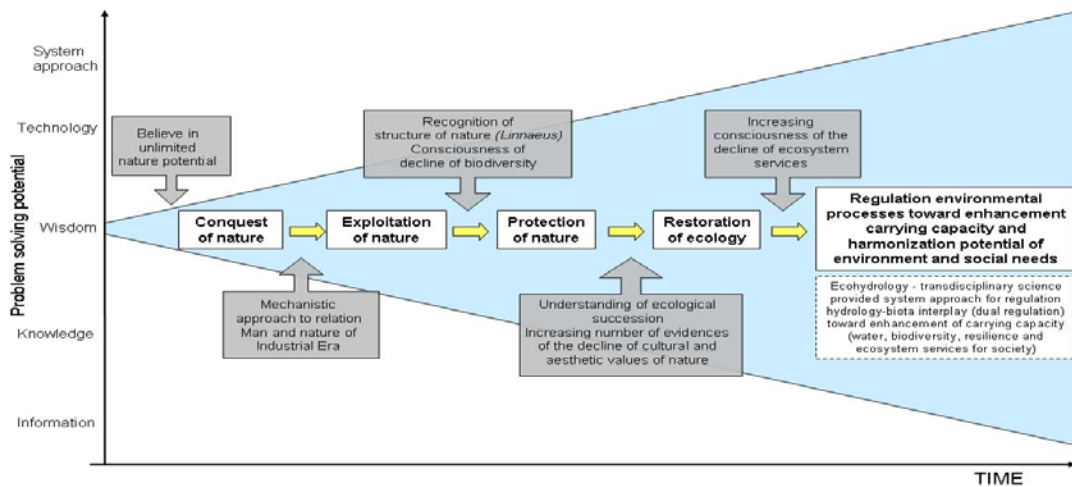 Problem solving potential
System
approach
Technology
Wisdom
Knowledge
Information
Believe in
unlimited
nature potential
Recognition of
structure of nature (Linnaeus)
Consciousness of
decline of biodiversity
Increasing
consciousness of the
decline of ecosystem
services
Conquest
of nature
Exploitation
of nature
Protection
of nature
Restoration
of ecology
Regulation environmental
processes toward enhancement
carrying capacity and
harmonization potential of
environment and social needs
Mechanistic
approach to relation
Man and nature of
Industrial Era
Understanding of ecological
succession
Increasing number of evidences
of the decline of cultural and
aesthetic values of nature
Ecohydrology - transdisciplinary science
provided system approach for regulation
hydrology-biota interplay (dual regulation)
toward enhancement of carrying capacity
(water, biodiversity, resilience and
ecosystem services for society)
TIME